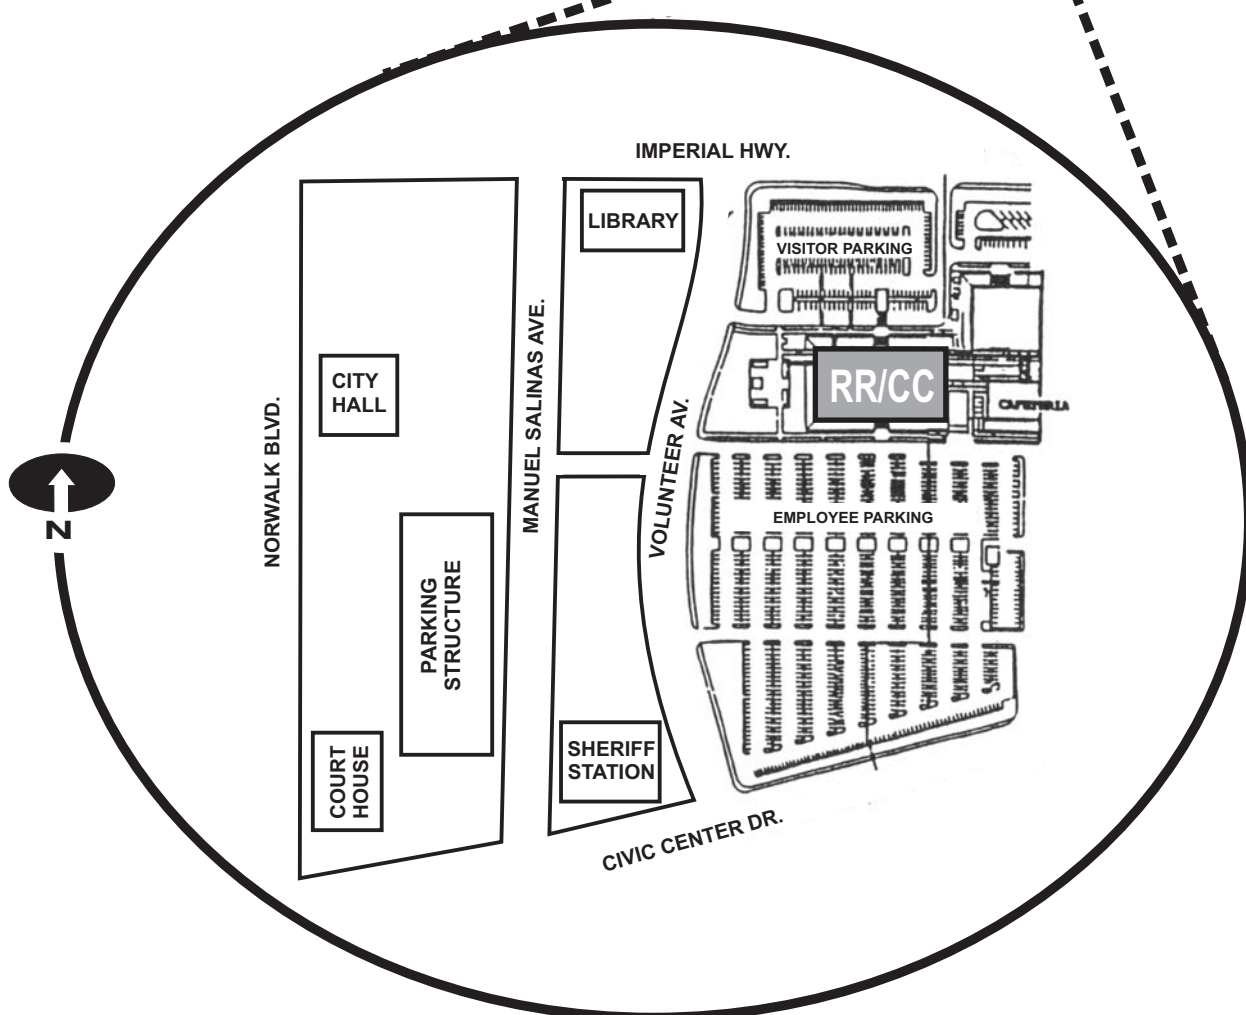 IMPERIAL HWY.
LIBRARY
VISITOR PARKING
CITY
HALL
MANUEL SALINAS AVE.
NORWALK BLVD.
VOLUNTEER AV.
RR/CC
CAFETERIA
N
EMPLOYEE PARKING
PARKING
STRUCTURE
COURT
HOUSE
SHERIFF
STATION
CIVIC CENTER DR.